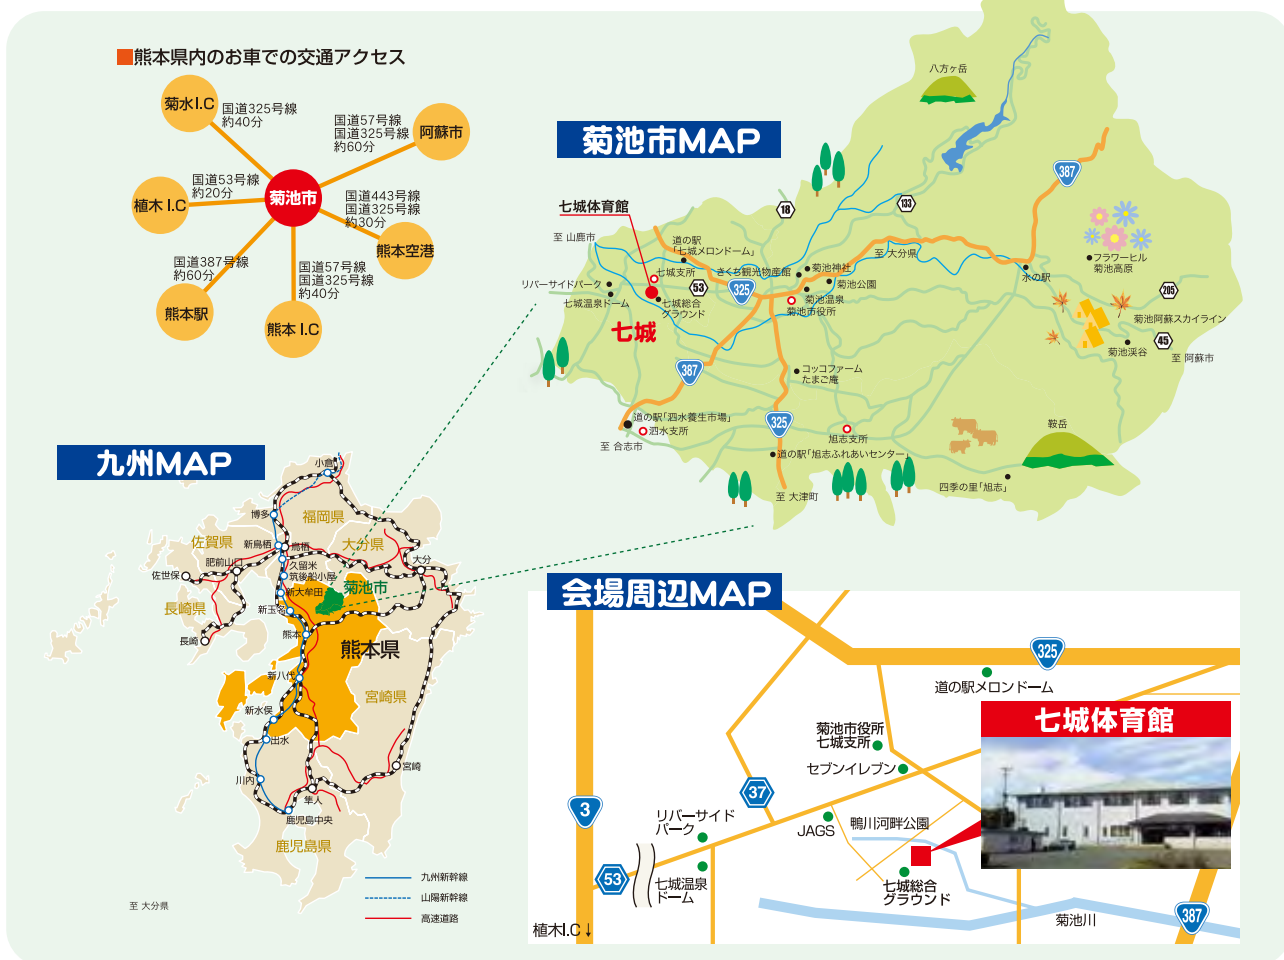 ■熊本県内のお車での交通アクセス
菊水I.C
国道325号線
約40分
国道57号線
国道325号線
約60分
阿蘇市
植木I.C
国道53号線
約20分
菊池市
国道443号線
国道325号線
約30分
熊本空港
国道387号線
約60分
熊本駅
国道57号線
国道325号線
約40分
熊本I.C
菊池市MAP
八方ヶ岳
387
133
18
七城体育館
至 山鹿市
道の駅
「七城メロンドーム」
七城支所
53
325
きくち観光物産館
菊池神社
菊池公園
菊池温泉
菊池市役所
至 大分県
水の駅
フラワーヒル
菊池高原
205
菊池阿蘇スカイライン
45
菊池渓谷
至 阿蘇市
リバーサイドパーク
七城温泉ドーム
七城総合
グラウンド
七城
387
コッコファーム
たまご庵
道の駅「泗水養生市場」
泗水支所
至 合志市
325
旭志支所
道の駅「旭志ふれあいセンター」
至 大津町
鞍岳
四季の里「旭志」
九州MAP
小倉
博多
福岡県
佐賀県
新鳥栖
鳥栖
大分県
肥前山口
久留米
大分
佐世保
筑後船小屋
新大牟田
菊池市
長崎県
新玉名
長崎
熊本
熊本県
新八代
宮崎県
新水俣
出水
川内
宮崎
隼人
鹿児島中央
鹿児島県
九州新幹線
山陽新幹線
高速道路
至 大分県
会場周辺MAP
325
道の駅メロンドーム
七城体育館
菊池市役所
七城支所
セブンイレブン
37
3
リバーサイド
パーク
JAGS
鴨川河畔公園
53
七城温泉
ドーム
七城総合
グラウンド
菊池川
387
植木I.C↓